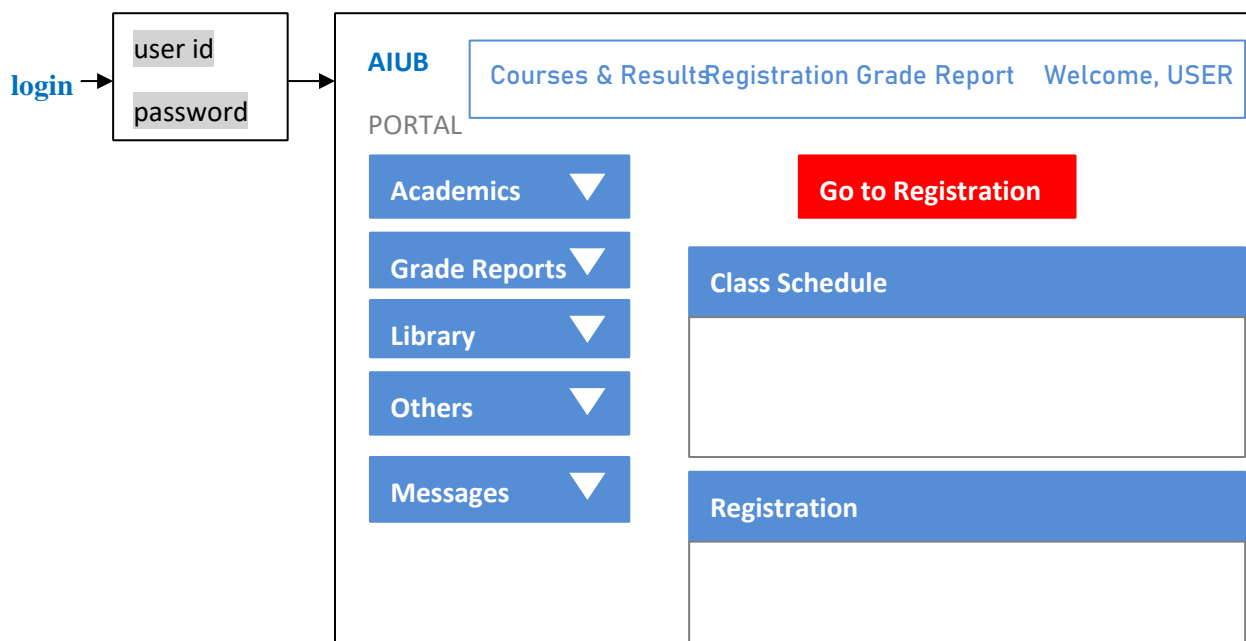 login
user id
password
AIUB
PORTAL
Courses & Results Registration Grade Report Welcome, USER
Academics
Grade Reports
Library
Others
Messages
Go to Registration
Class Schedule
Registration